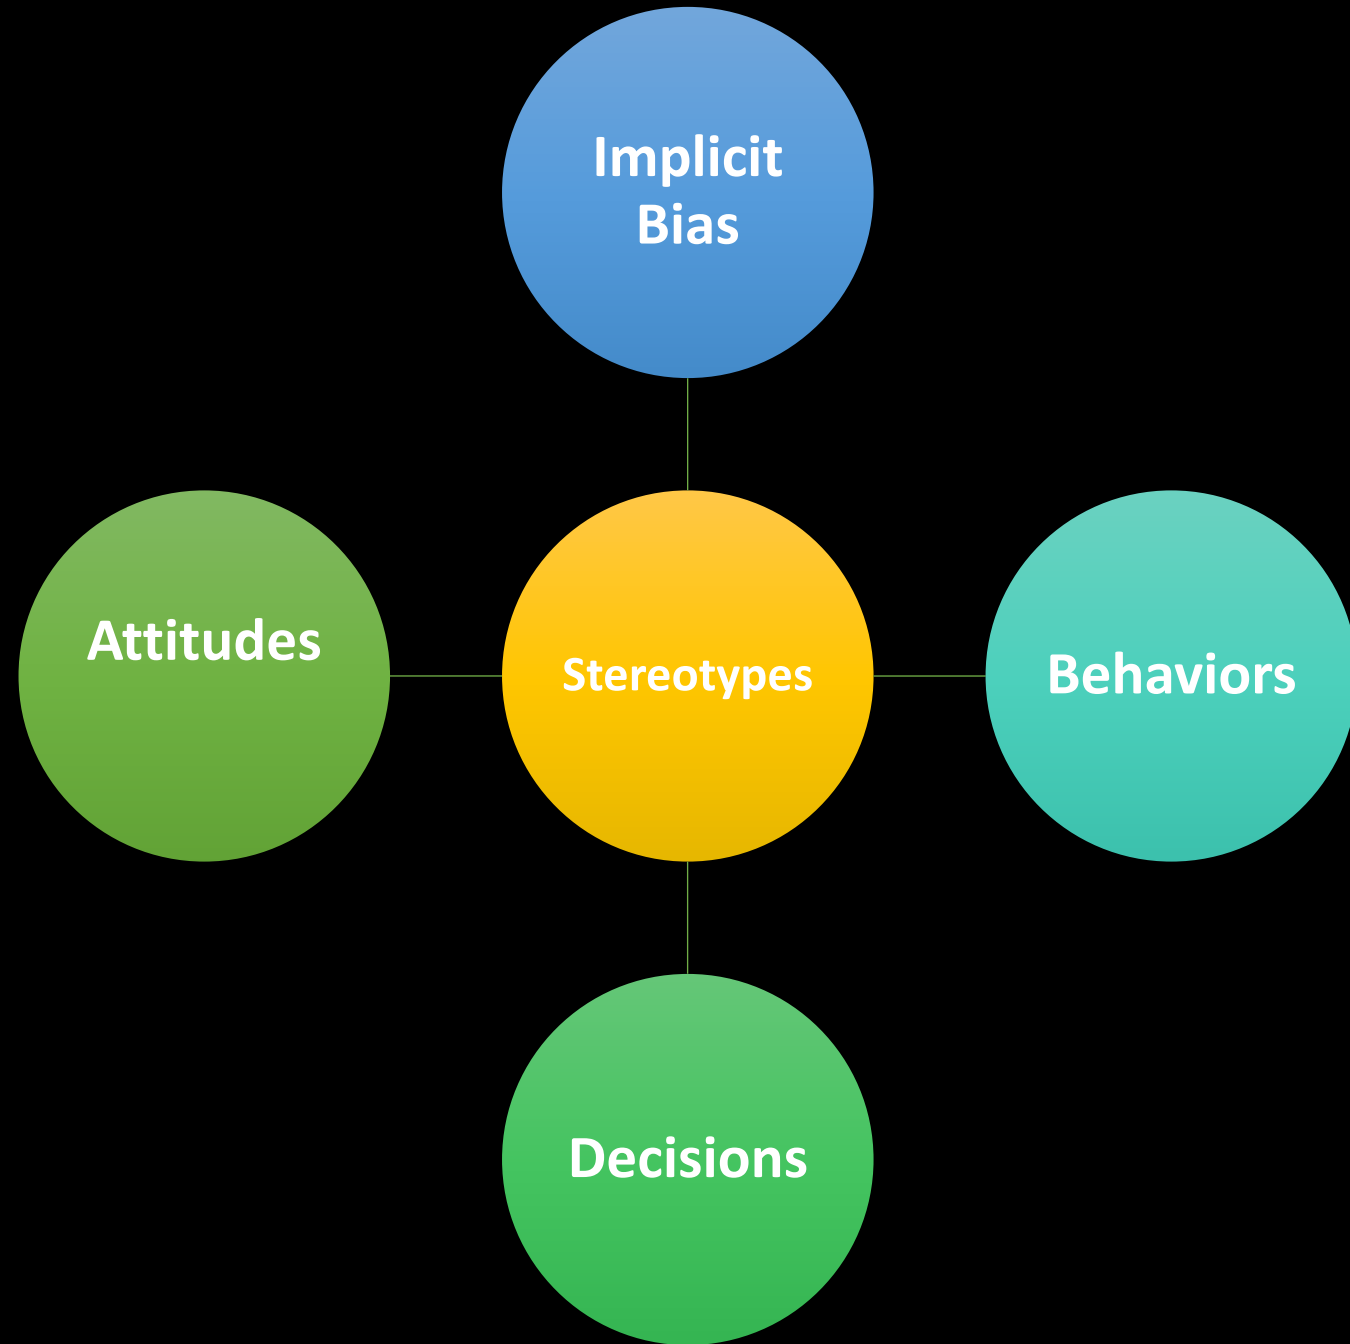 Implicit
Bias
Attitudes
Stereotypes
Behaviors
Decisions